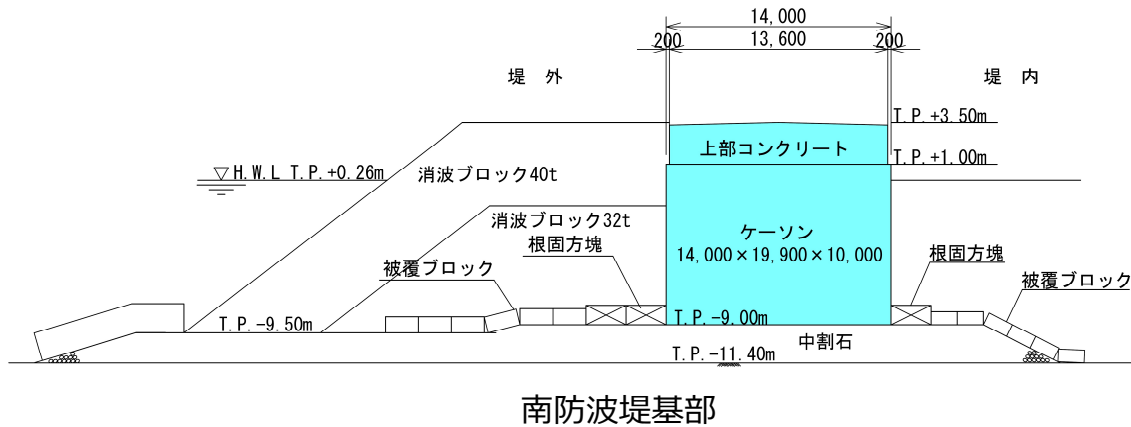 14,000
200 13,600 200
堤 外
堤 内
T.P.+3.50m
上部コンクリート
T.P.+1.00m
H.W.L T.P.+0.26m
消波ブロック40t
消波ブロック32t
ケーソン
14,000×19,900×10,000
根固方塊
根固方塊
被覆ブロック
被覆ブロック
T.P.-9.50m
T.P.-9.00m
中割石
T.P.-11.40m
南防波堤基部